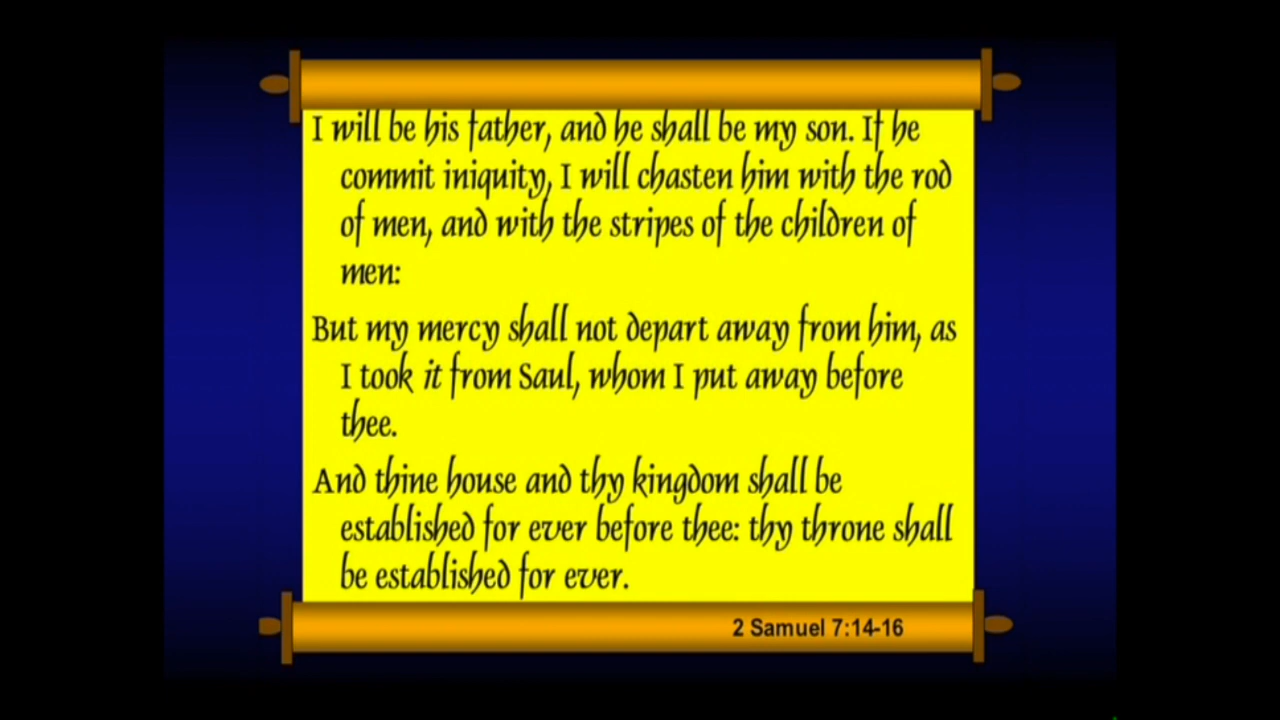 I will be his father, and he shall be my son. If he
commit iniquity, I will chasten him with the rod
of men, and with the stripes of the children of
men:
But my mercy shall not depart away from him, as
I took it from Saul, whom I put away before
thee.
And thine house and thy kingdom shall be
established for ever before thee: thy throne shall
be established for ever.
2 Samuel 7:14-16